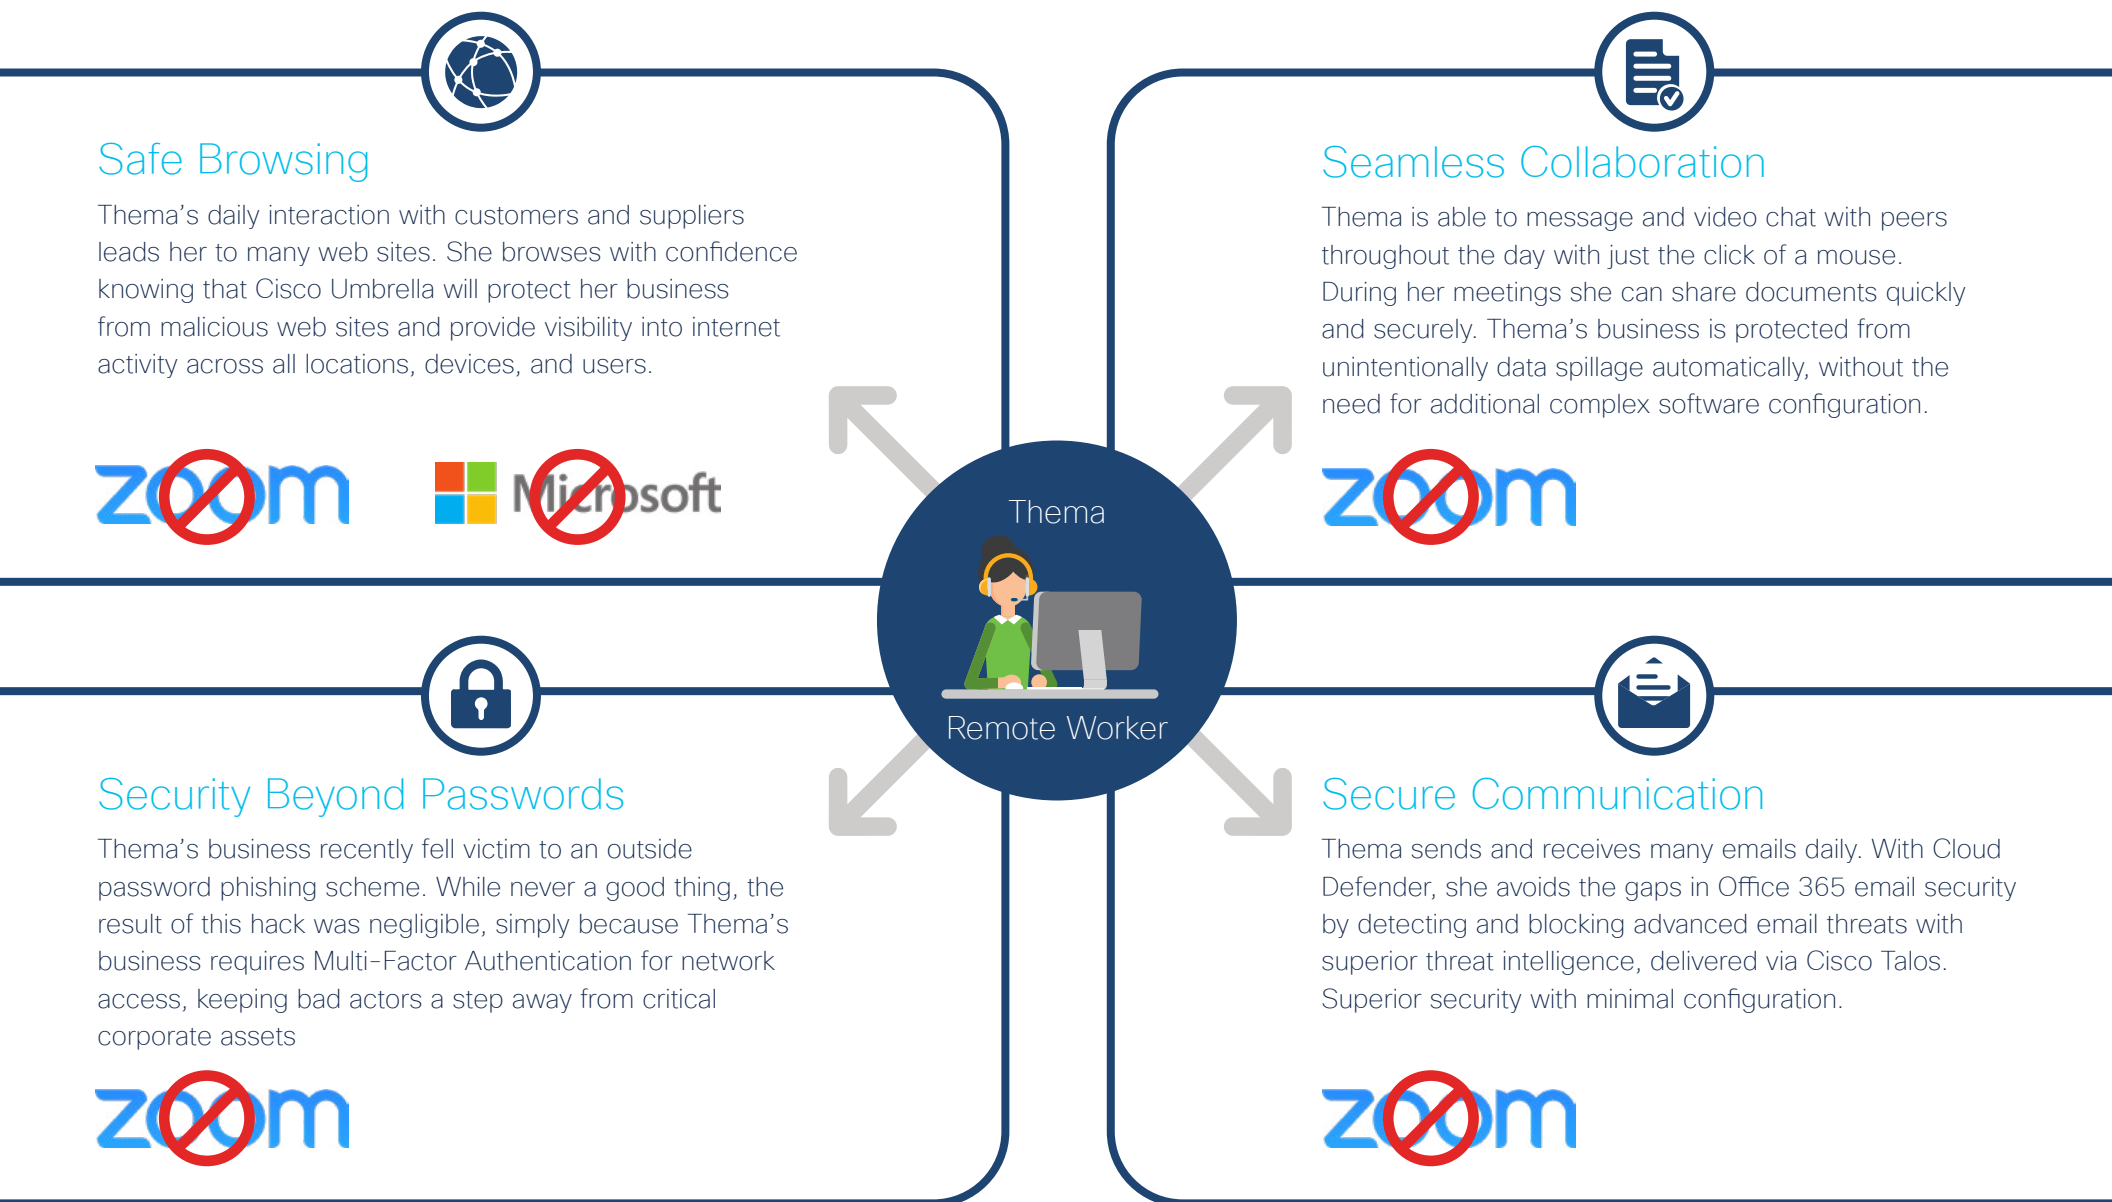 Safe Browsing
Thema's daily interaction with customers and suppliers
leads her to many web sites. She browses with confidence
knowing that Cisco Umbrella will protect her business
from malicious web sites and provide visibility into internet
activity across all locations, devices, and users.
zoom
Microsoft
Seamless Collaboration
Thema is able to message and video chat with peers
throughout the day with just the click of a mouse.
During her meetings she can share documents quickly
and securely. Thema's business is protected from
unintentionally data spillage automatically, without the
need for additional complex software configuration.
zoom
Thema
Remote Worker
Security Beyond Passwords
Thema's business recently fell victim to an outside
password phishing scheme. While never a good thing, the
result of this hack was negligible, simply because Thema's
business requires Multi-Factor Authentication for network
access, keeping bad actors a step away from critical
corporate assets
zoom
Secure Communication
Thema sends and receives many emails daily. With Cloud
Defender, she avoids the gaps in Office 365 email security
by detecting and blocking advanced email threats with
superior threat intelligence, delivered via Cisco Talos.
Superior security with minimal configuration.
zoom